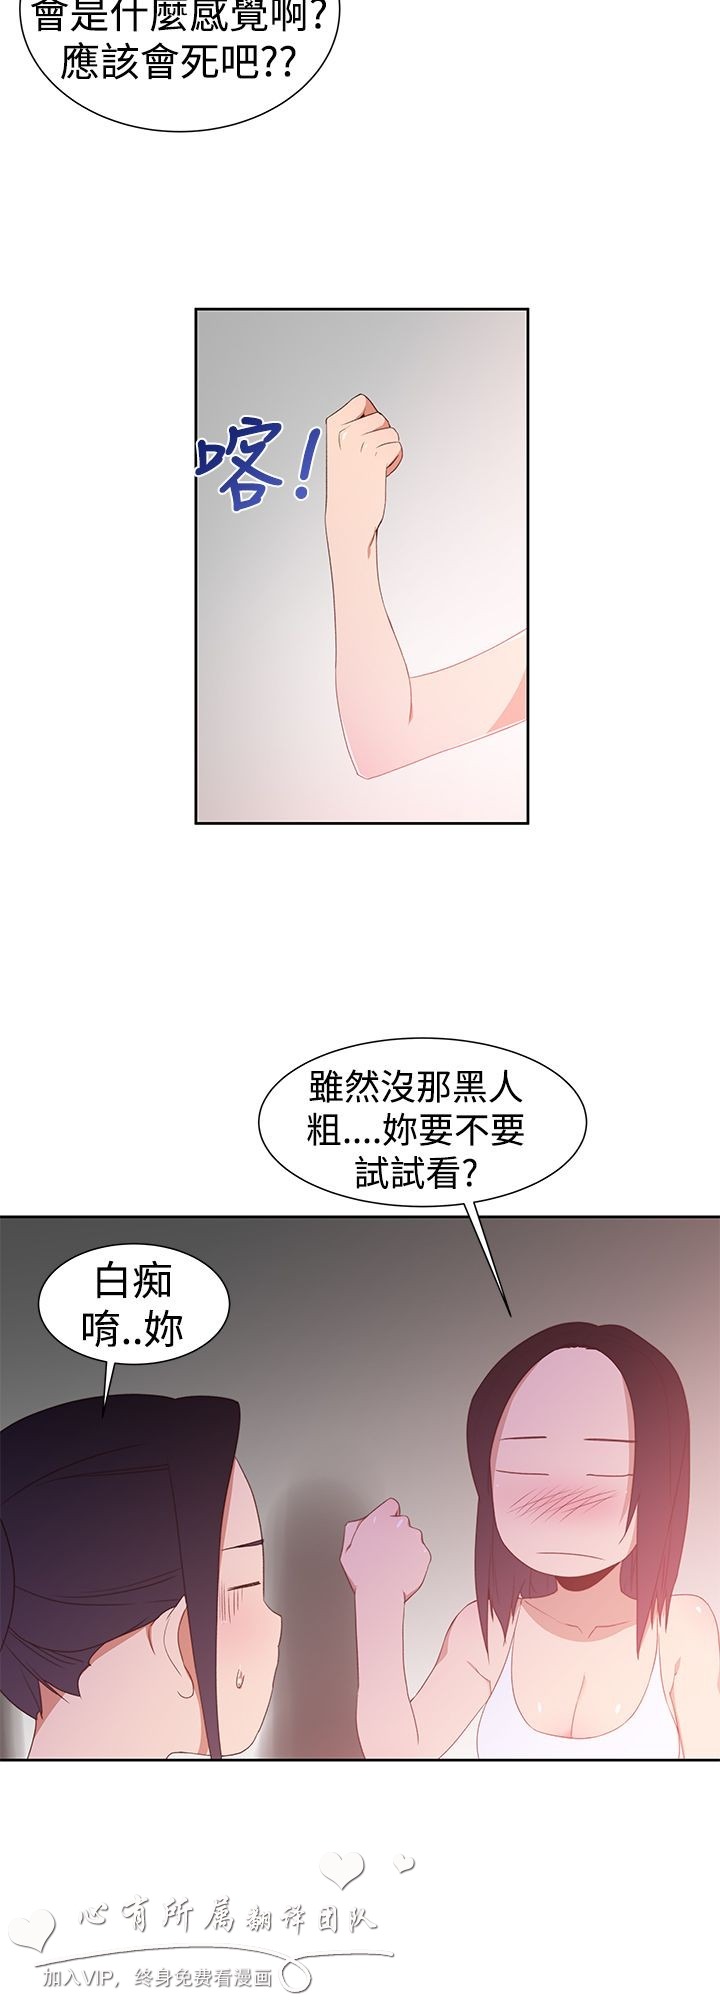 會是什麼感覺啊?
應該會死吧??
喀!
雖然沒那黑人
粗....妳要不要
試試看?
白痴
唷..妳
心有所属翻译团队
加入VIP，终身免费看漫画